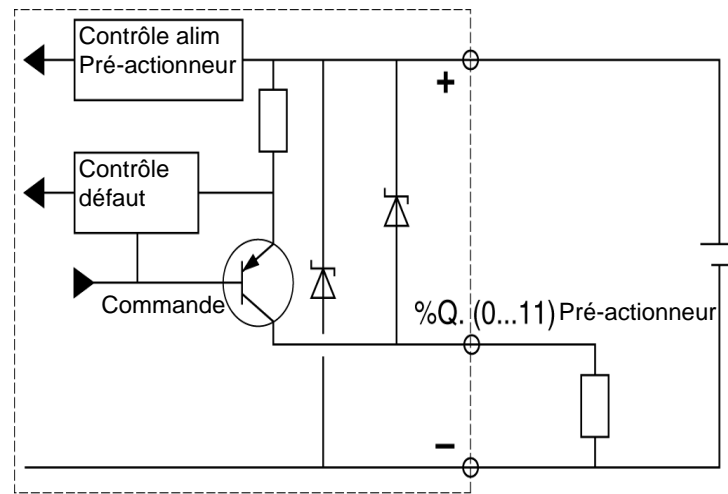 Contrôle alim
Pré-actionneur
+
Contrôle
défaut
Commande
%Q. (0...11) Pré-actionneur
−